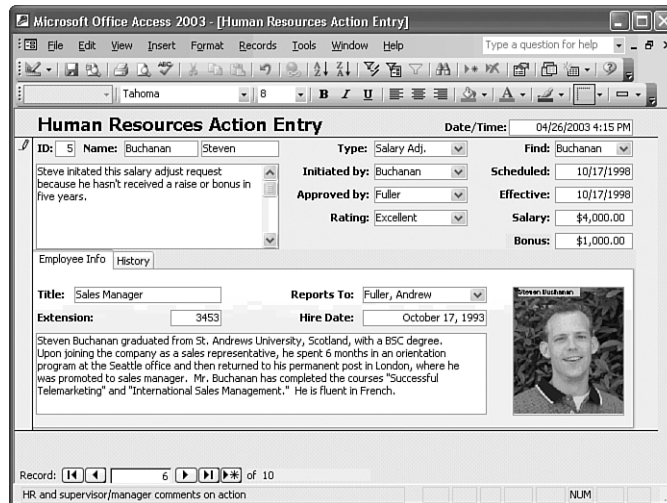 Microsoft Office Access 2003 - [Human Resources Action Entry]
File Edit View Insert Format Records Tools Window Help Type a question for help
Tahoma 8 B I U
Human Resources Action Entry Date/Time: 04/26/2003 4:15 PM
ID: 5 Name: Buchanan Steven Type: Salary Adj. Find: Buchanan
Steve initated this salary adjust request
because he hasn't received a raise or bonus in
five years.
Initiated by: Buchanan Scheduled: 10/17/1998
Approved by: Fuller Effective: 10/17/1998
Rating: Excellent Salary: $4,000.00
Bonus: $1,000.00
Employee Info History
Title: Sales Manager Reports To: Fuller, Andrew
Extension: 3453 Hire Date: October 17, 1993
Steven Buchanan
Steven Buchanan graduated from St. Andrews University, Scotland, with a BSC degree.
Upon joining the company as a sales representative, he spent 6 months in an orientation
program at the Seattle office and then returned to his permanent post in London, where he
was promoted to sales manager. Mr. Buchanan has completed the courses "Successful
Telemarketing" and "International Sales Management." He is fluent in French.
Record: 6 of 10
HR and supervisor/manager comments on action NUM